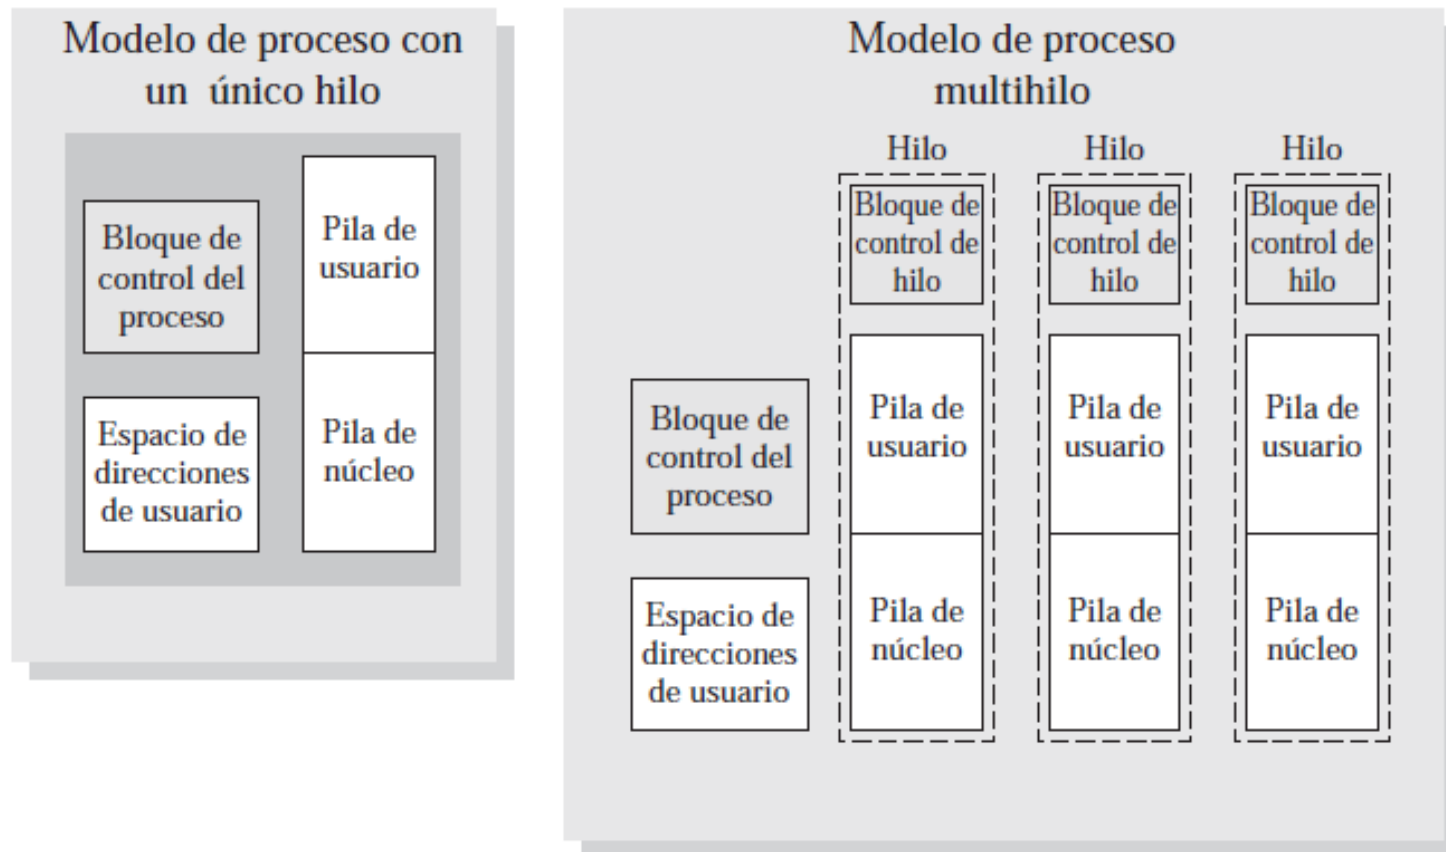 Modelo de proceso con
un único hilo
Bloque de
control del
proceso
Pila de
usuario
Espacio de
direcciones
de usuario
Pila de
núcleo
Modelo de proceso
multihilo
Hilo
Hilo
Hilo
Bloque de
control de
hilo
Bloque de
control de
hilo
Bloque de
control de
hilo
Bloque de
control del
proceso
Pila de
usuario
Pila de
usuario
Pila de
usuario
Espacio de
direcciones
de usuario
Pila de
núcleo
Pila de
núcleo
Pila de
núcleo